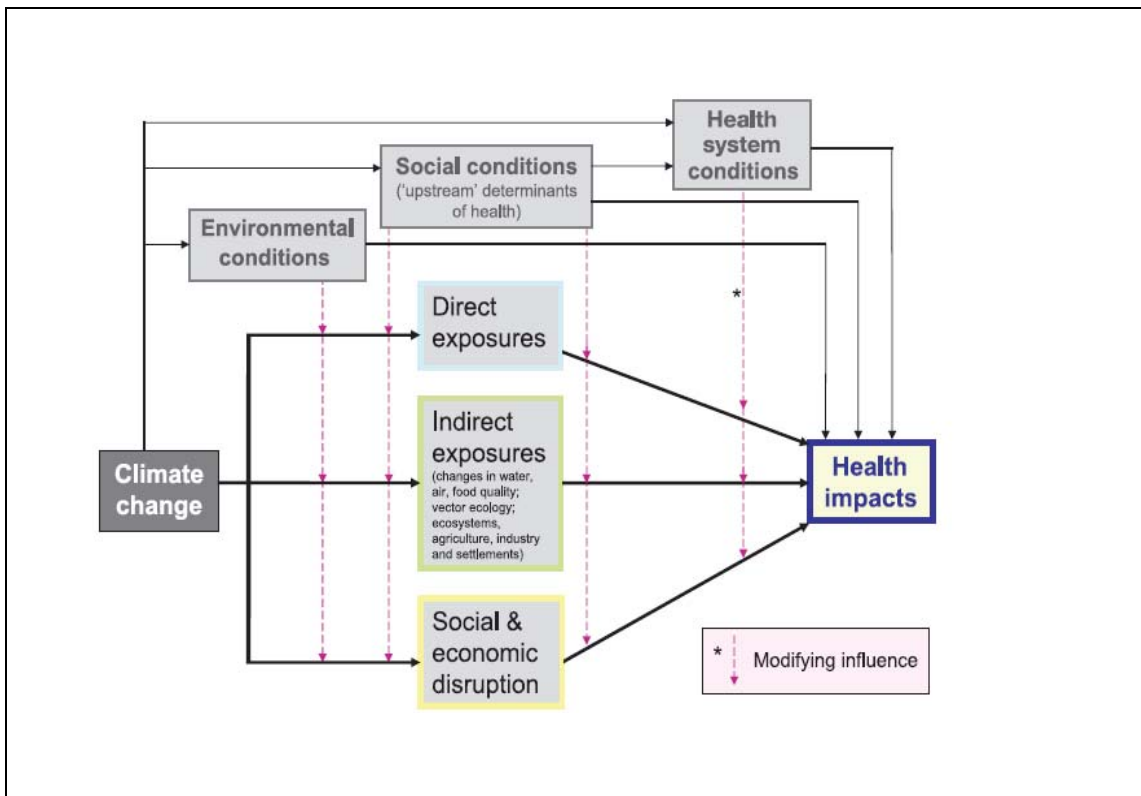 Health
system
conditions
Social conditions
('upstream' determinants
of health)
Environmental
conditions
*
Direct
exposures
Indirect
exposures
(changes in water,
air, food quality;
vector ecology;
ecosystems,
agriculture, industry
and settlements)
Climate
change
Health
impacts
Social &
economic
disruption
* Modifying influence